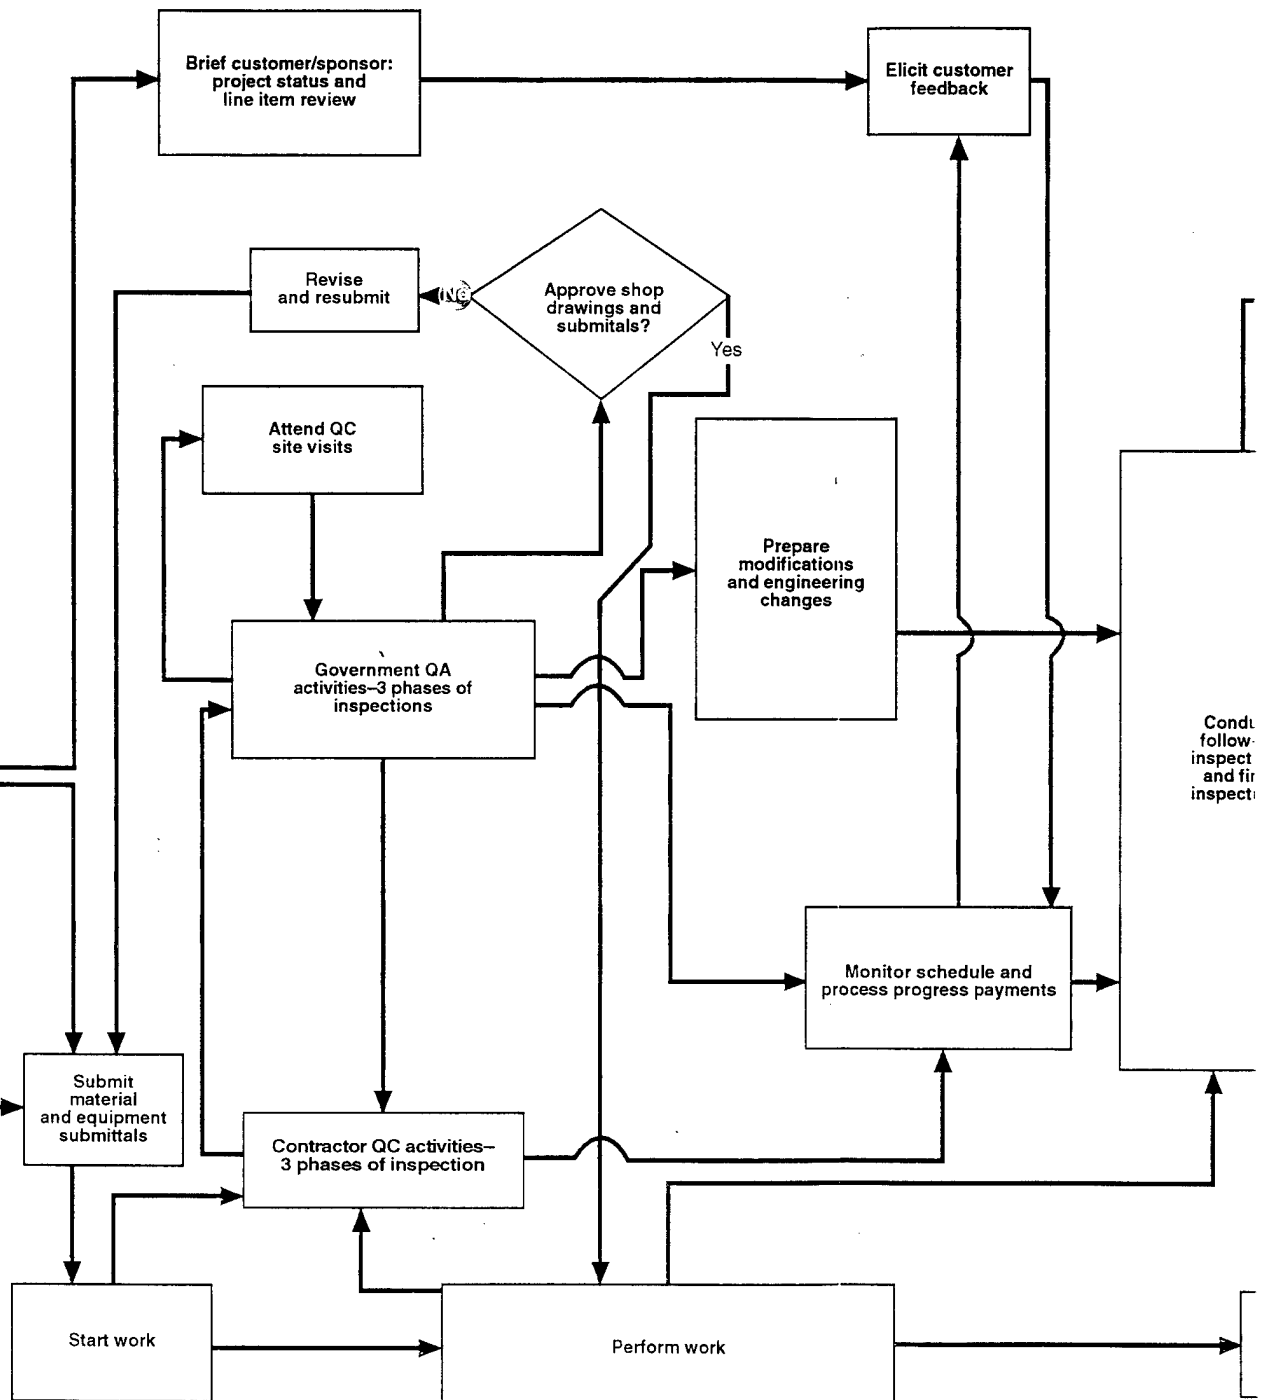 Brief customer/sponsor:
project status and
line item review
Elicit customer
feedback
Revise
and resubmit
No
Approve shop
drawings and
submitals?
Yes
Attend QC
site visits
Prepare
modifications
and engineering
changes
Government QA
activities–3 phases of
inspections
follow-
inspect
and
Monitor schedule and
process progress payments
Submit
material
and equipment
submittals
Contractor QC activities–
3 phases of inspection
Start work
Perform work